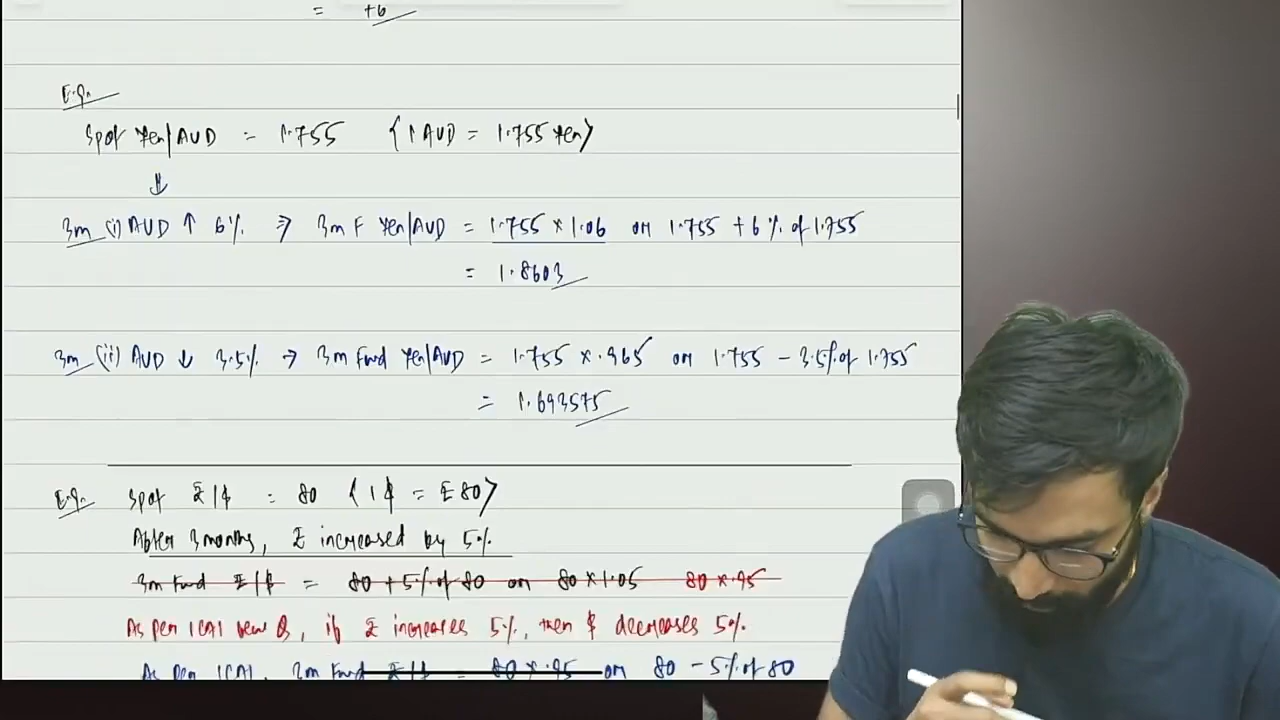 = +6
E.g.
Spot Yen/AUD = 1.755 {1 AUD = 1.755 Yen}
↓
3m (i) AUD ↑ 6% ⇒ 3m F Yen/AUD = 1.755 × 1.06 or 1.755 + 6% of 1.755
= 1.8603
3m (ii) AUD ↓ 3.5% → 3m Fwd Yen/AUD = 1.755 × .965 or 1.755 - 3.5% of 1.755
= 1.693575
E.g. Spot ₹/$ = 80 {1$ = ₹80}
After 3 months, ₹ increased by 5%
3m Fwd ₹/$ = 80 + 5% of 80 or 80 × 1.05 80 × .95
As per ICAI few Q, if ₹ increases 5%, then $ decreases 5%
As per ICAI, 3m Fwd ₹/$ = 80 × .95 or 80 - 5% of 80